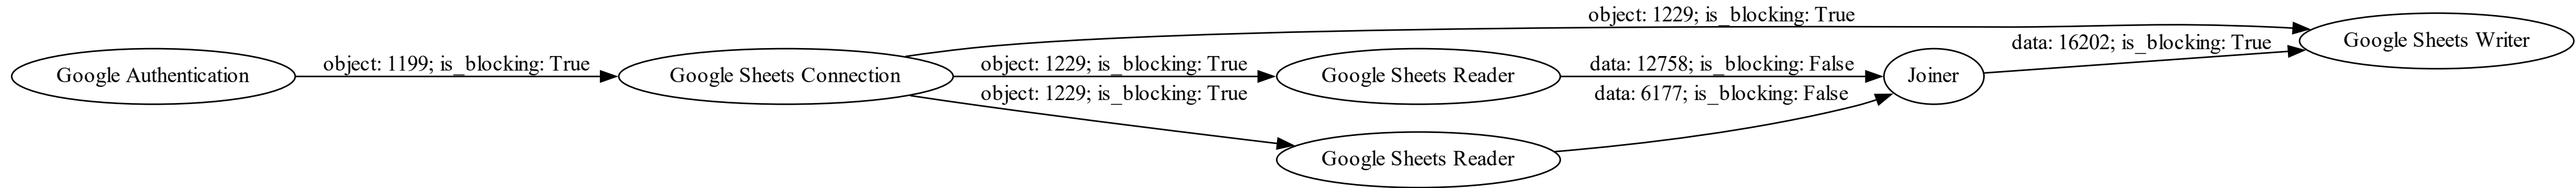 Google Authentication
object: 1199; is_blocking: True
Google Sheets Connection
object: 1229; is_blocking: True
object: 1229; is_blocking: True
object: 1229; is_blocking: True
Google Sheets Reader
Google Sheets Reader
data: 12758; is_blocking: False
data: 6177; is_blocking: False
Joiner
data: 16202; is_blocking: True
Google Sheets Writer